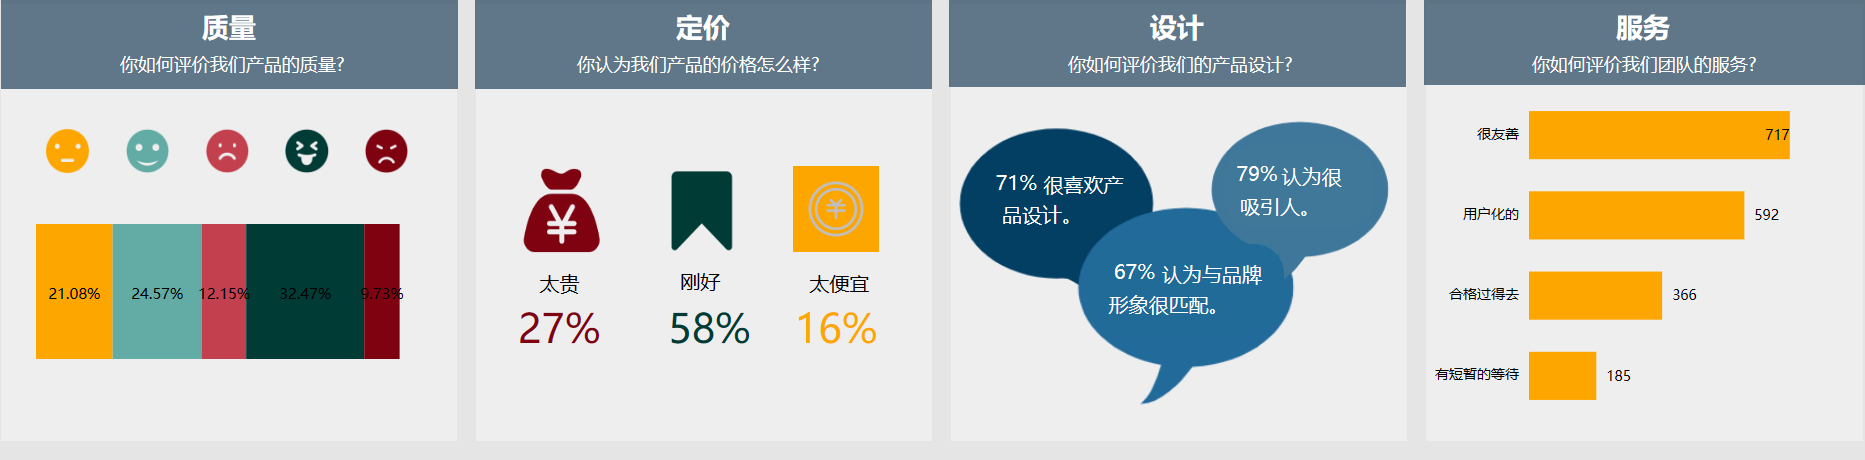 质量
你如何评价我们产品的质量?
21.08%
24.57%
12.15%
32.47%
9.73%
定价
你认为我们产品的价格怎么样?
太贵
27%
刚好
58%
太便宜
16%
设计
你如何评价我们的产品设计?
71% 很喜欢产
品设计。
79% 认为很
吸引人。
67% 认为与品牌
形象很匹配。
服务
你如何评价我们团队的服务?
很友善 717
用户化的 592
合格过得去 366
有短暂的等待 185